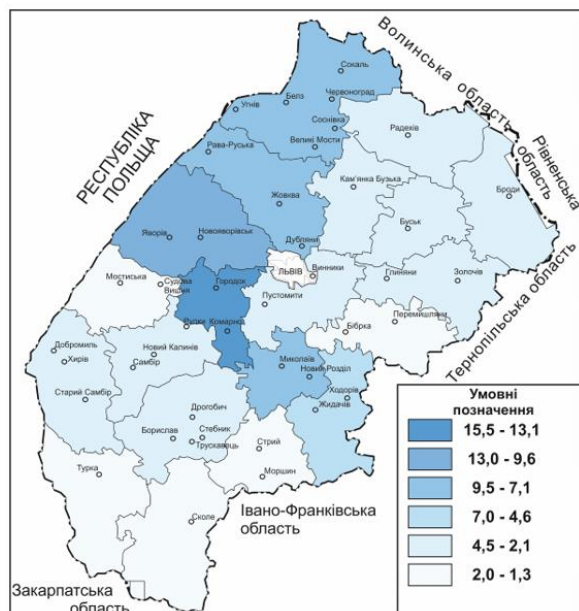 Волинська область
Рівненська область
РЕСПУБЛІКА
ПОЛЬЩА
Сокаль
Белз
Червоноград
Угнів
Соснівка
Великі Мости
Рава-Руська
Радехів
Кам'янка Бузька
Броди
Жовква
Буськ
Яворів
Новояворівськ
Дубляни
ЛЬВІВ
Винники
Глиняни
Золочів
Мостиська
Судова
Вишня
Городок
Пустомити
Рудки
Комарно
Бібрка
Перемишляни
Тернопільська область
Добромиль
Хирів
Новий Калинів
Самбір
Миколаїв
Новий Розділ
Ходорів
Жидачів
Старий Самбір
Дрогобич
Борислав
Стебник
Трускавець
Стрий
Моршин
Турка
Сколе
Івано-Франківська
область
Закарпатська
область
Умовні
позначення
15,5 - 13,1
13,0 - 9,6
9,5 - 7,1
7,0 - 4,6
4,5 - 2,1
2,0 - 1,3